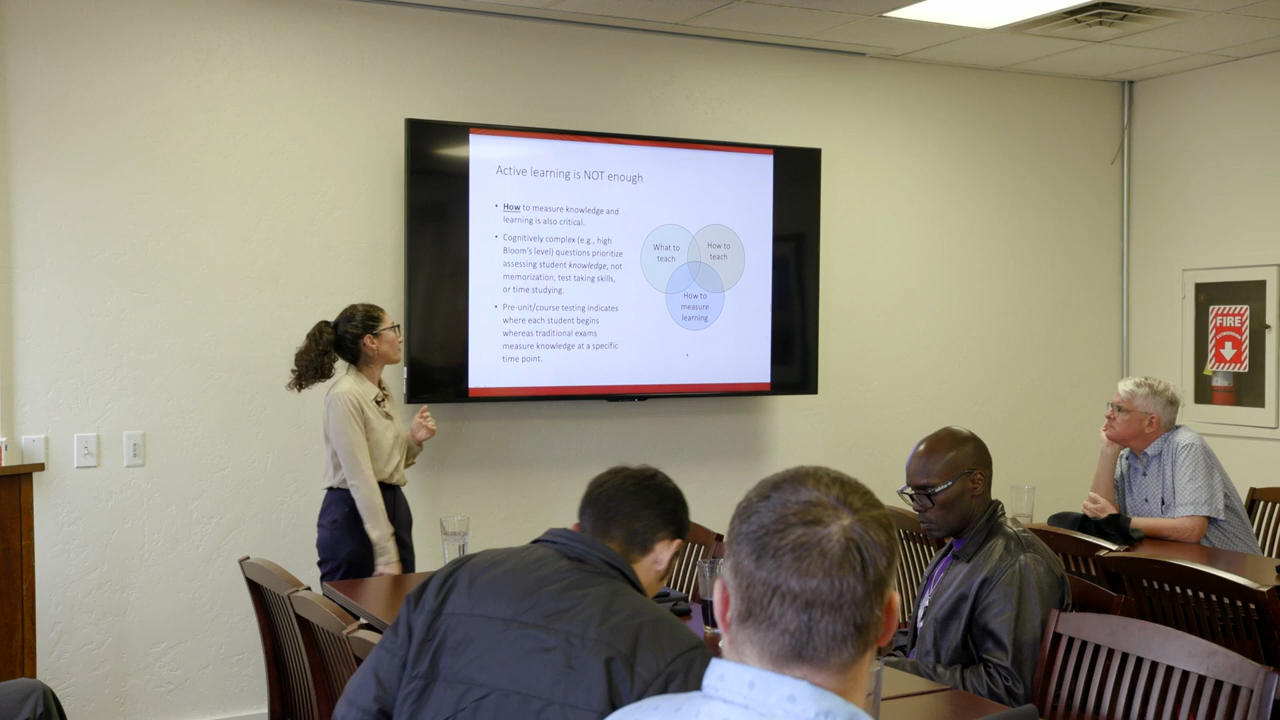 Active learning is NOT enough
• How to measure knowledge and
learning is also critical.
• Cognitively complex (e.g., high
Bloom's level) questions prioritize
assessing student knowledge, not
memorization, test taking skills,
or time studying.
• Pre-unit/course testing indicates
where each student begins
whereas traditional exams
measure knowledge at a specific
time point.
What to
teach
How to
teach
How to
measure
learning
FIRE